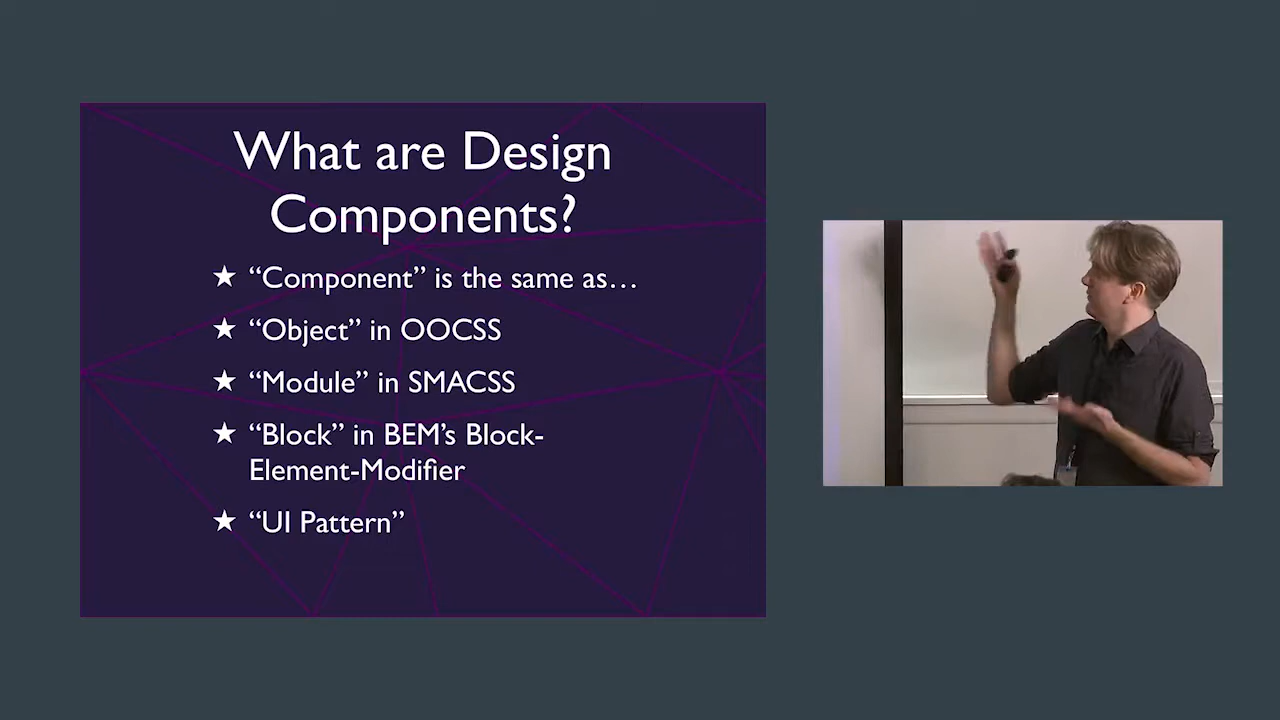 What are Design
Components?
★ “Component” is the same as…
★ “Object” in OOCSS
★ “Module” in SMACSS
★ “Block” in BEM’s Block-
Element-Modifier
★ “UI Pattern”